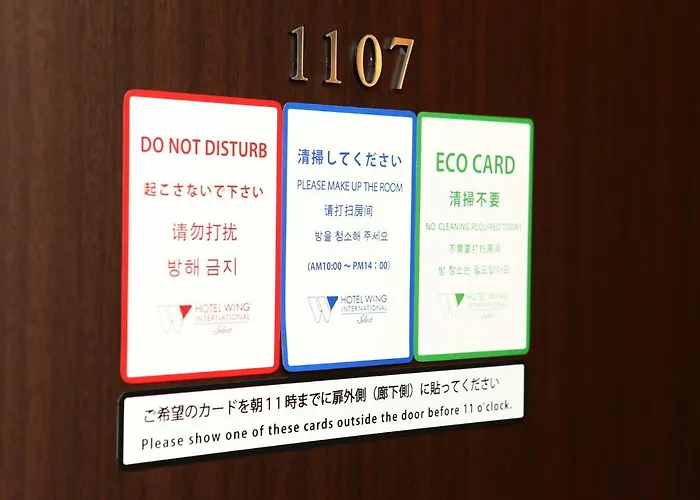 1107
DO NOT DISTURB
起こさないで下さい
请勿打扰
방해 금지
HOTEL WING
INTERNATIONAL
Select
清掃してください
PLEASE MAKE UP THE ROOM
请打扫房间
방을 청소해 주세요
(AM10:00 ～ PM14：00)
HOTEL WING
INTERNATIONAL
Select
ECO CARD
清掃不要
NO CLEANING REQUIRED TODAY
不需要打扫房间
방 청소는 필요없어요
HOTEL WING
INTERNATIONAL
Select
ご希望のカードを朝11時までに扉外側（廊下側）に貼ってください
Please show one of these cards outside the door before 11 o'clock.